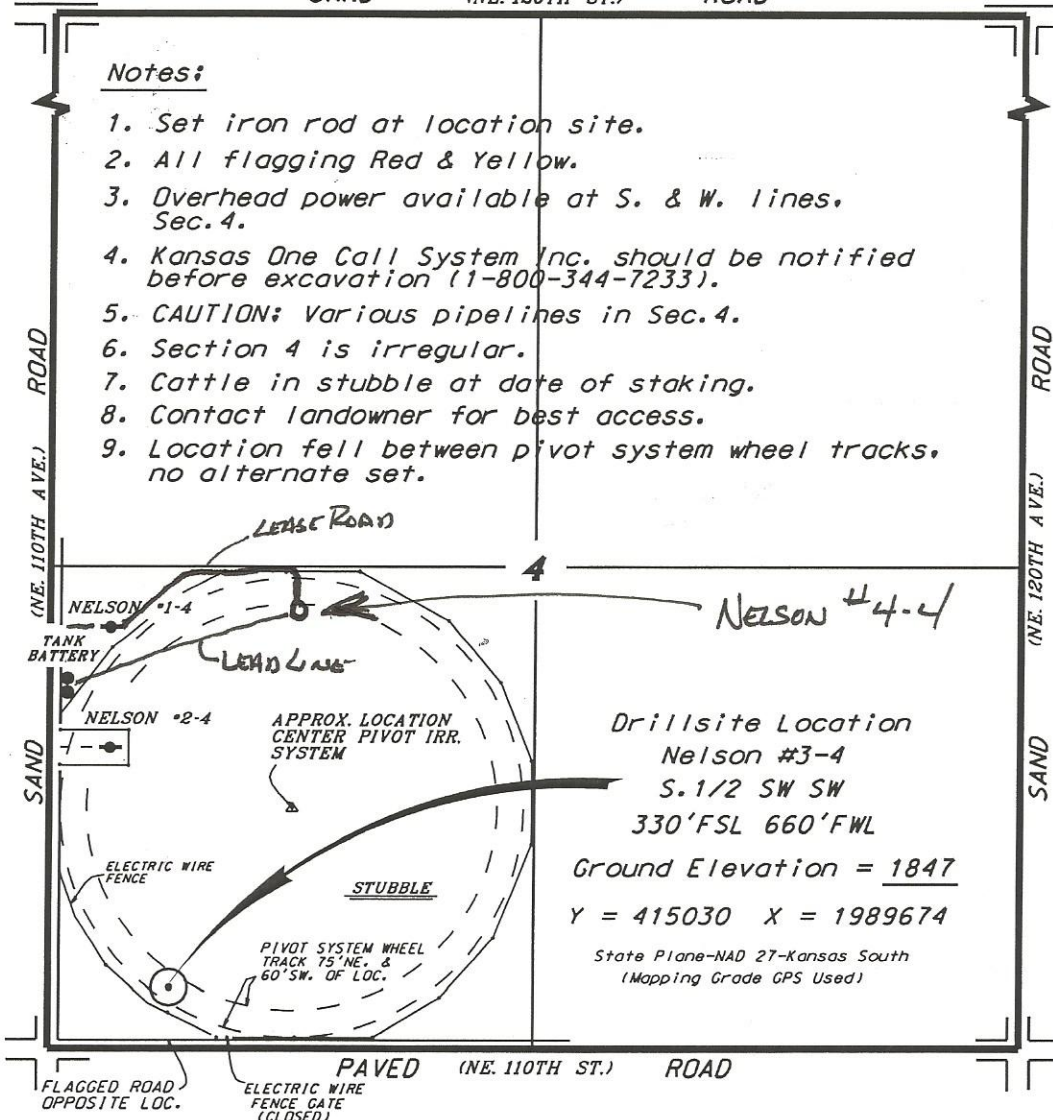 SAND (NE. 120TH ST.) ROAD
Notes:
1. Set iron rod at location site.
2. All flagging Red & Yellow.
3. Overhead power available at S. & W. lines,
Sec. 4.
4. Kansas One Call System Inc. should be notified
before excavation (1-800-344-7233).
5. CAUTION: Various pipelines in Sec. 4.
6. Section 4 is irregular.
7. Cattle in stubble at date of staking.
8. Contact landowner for best access.
9. Location fell between pivot system wheel tracks,
no alternate set.
SAND (NE. 110TH AVE.) ROAD
SAND (NE. 120TH AVE.) ROAD
LEASE ROAD
4
NELSON #1-4
NELSON #4-4
TANK
BATTERY
LEAD LINE
NELSON #2-4
APPROX. LOCATION
CENTER PIVOT IRR.
SYSTEM
Drillsite Location
Nelson #3-4
S. 1/2 SW SW
330'FSL 660'FWL
Ground Elevation = 1847
Y = 415030 X = 1989674
State Plane-NAD 27-Kansas South
(Mapping Grade GPS Used)
ELECTRIC WIRE
FENCE
STUBBLE
PIVOT SYSTEM WHEEL
TRACK 75'NE. &
60'SW. OF LOC.
PAVED (NE. 110TH ST.) ROAD
FLAGGED ROAD
OPPOSITE LOC.
ELECTRIC WIRE
FENCE GATE
(CLOSED)